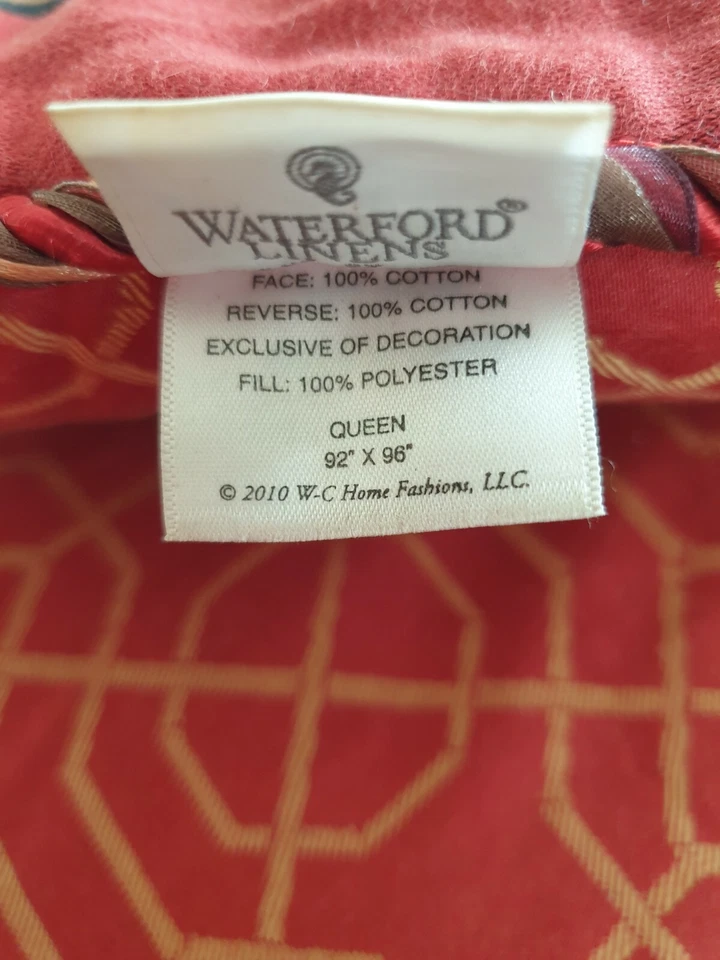 WATERFORD®
LINENS
FACE: 100% COTTON
REVERSE: 100% COTTON
EXCLUSIVE OF DECORATION
FILL: 100% POLYESTER
QUEEN
92" X 96"
© 2010 W-C Home Fashions, LLC.